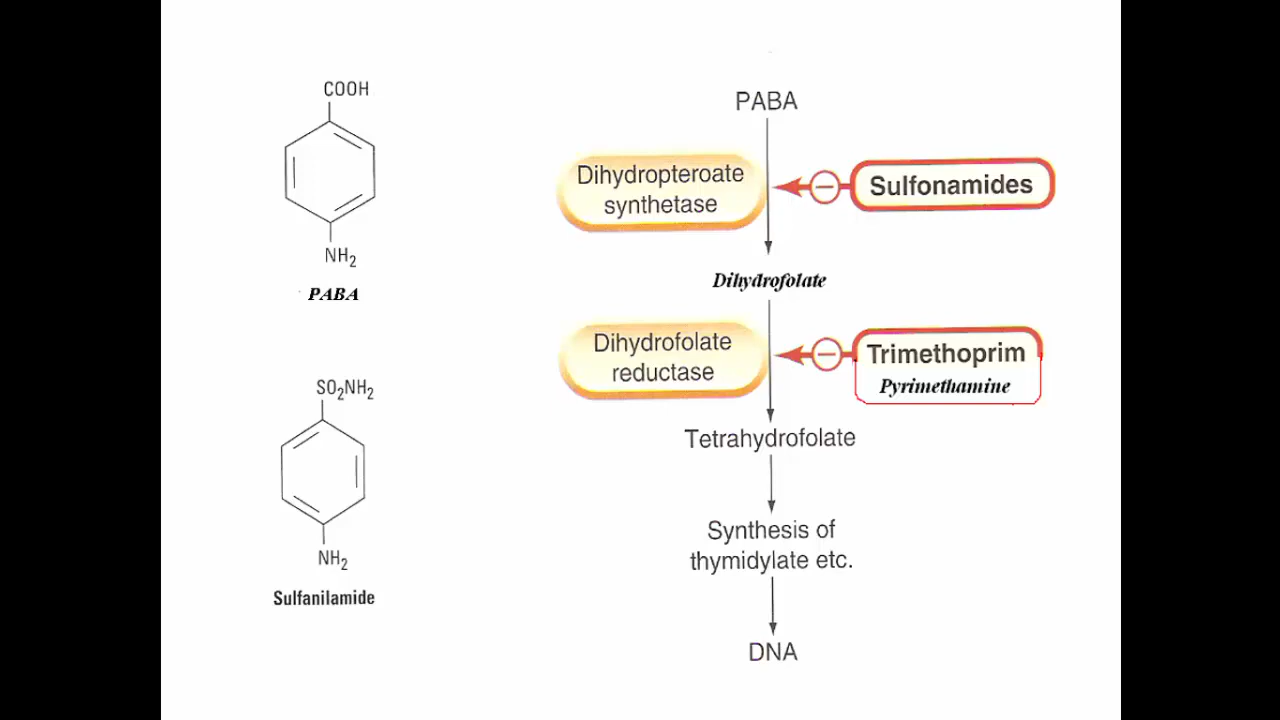 COOH
NH2
PABA
SO2NH2
NH2
Sulfanilamide
PABA
Dihydropteroate
synthetase
Sulfonamides
Dihydrofolate
Dihydrofolate
reductase
Trimethoprim
Pyrimethamine
Tetrahydrofolate
Synthesis of
thymidylate etc.
DNA